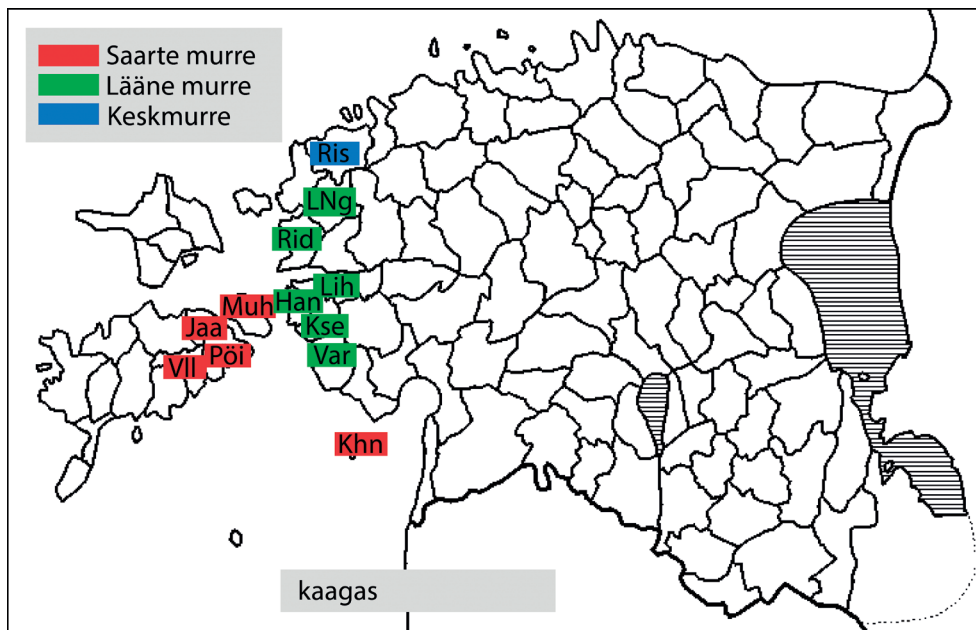 Saarte murre
Lääne murre
Keskmurre
Ris
LNg
Rid
Lih
Han
Muh
Kse
Jaa
Var
Pöi
Vll
Khn
kaagas